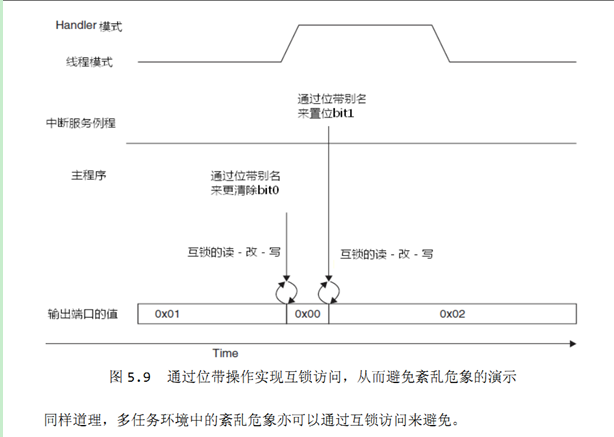 Handler 模式
线程模式
通过位带别名
来置位bit1
中断服务例程
主程序
通过位带别名
来更清除bit0
互锁的读 - 改 - 写
互锁的读 - 改 - 写
输出端口的值
0x01
0x00
0x02
Time
图 5.9 通过位带操作实现互锁访问，从而避免紊乱危象的演示
同样道理，多任务环境中的紊乱危象亦可以通过互锁访问来避免。